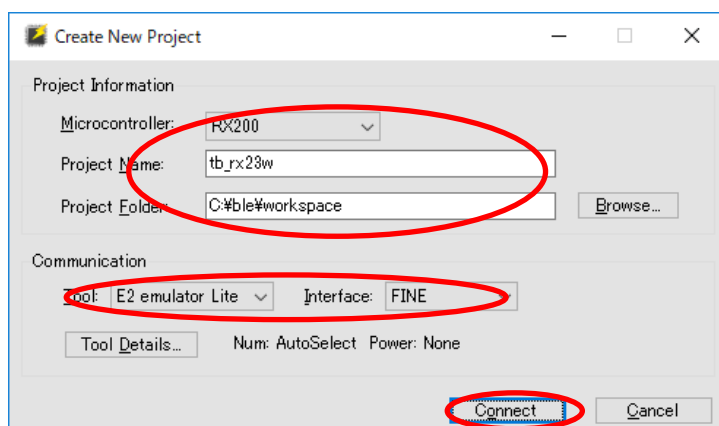 Create New Project
Project Information
Microcontroller: RX200
Project Name: tb_rx23w
Project Folder: C:¥ble¥workspace Browse...
Communication
Tool: E2 emulator Lite Interface: FINE
Tool Details... Num: AutoSelect Power: None
Connect Cancel